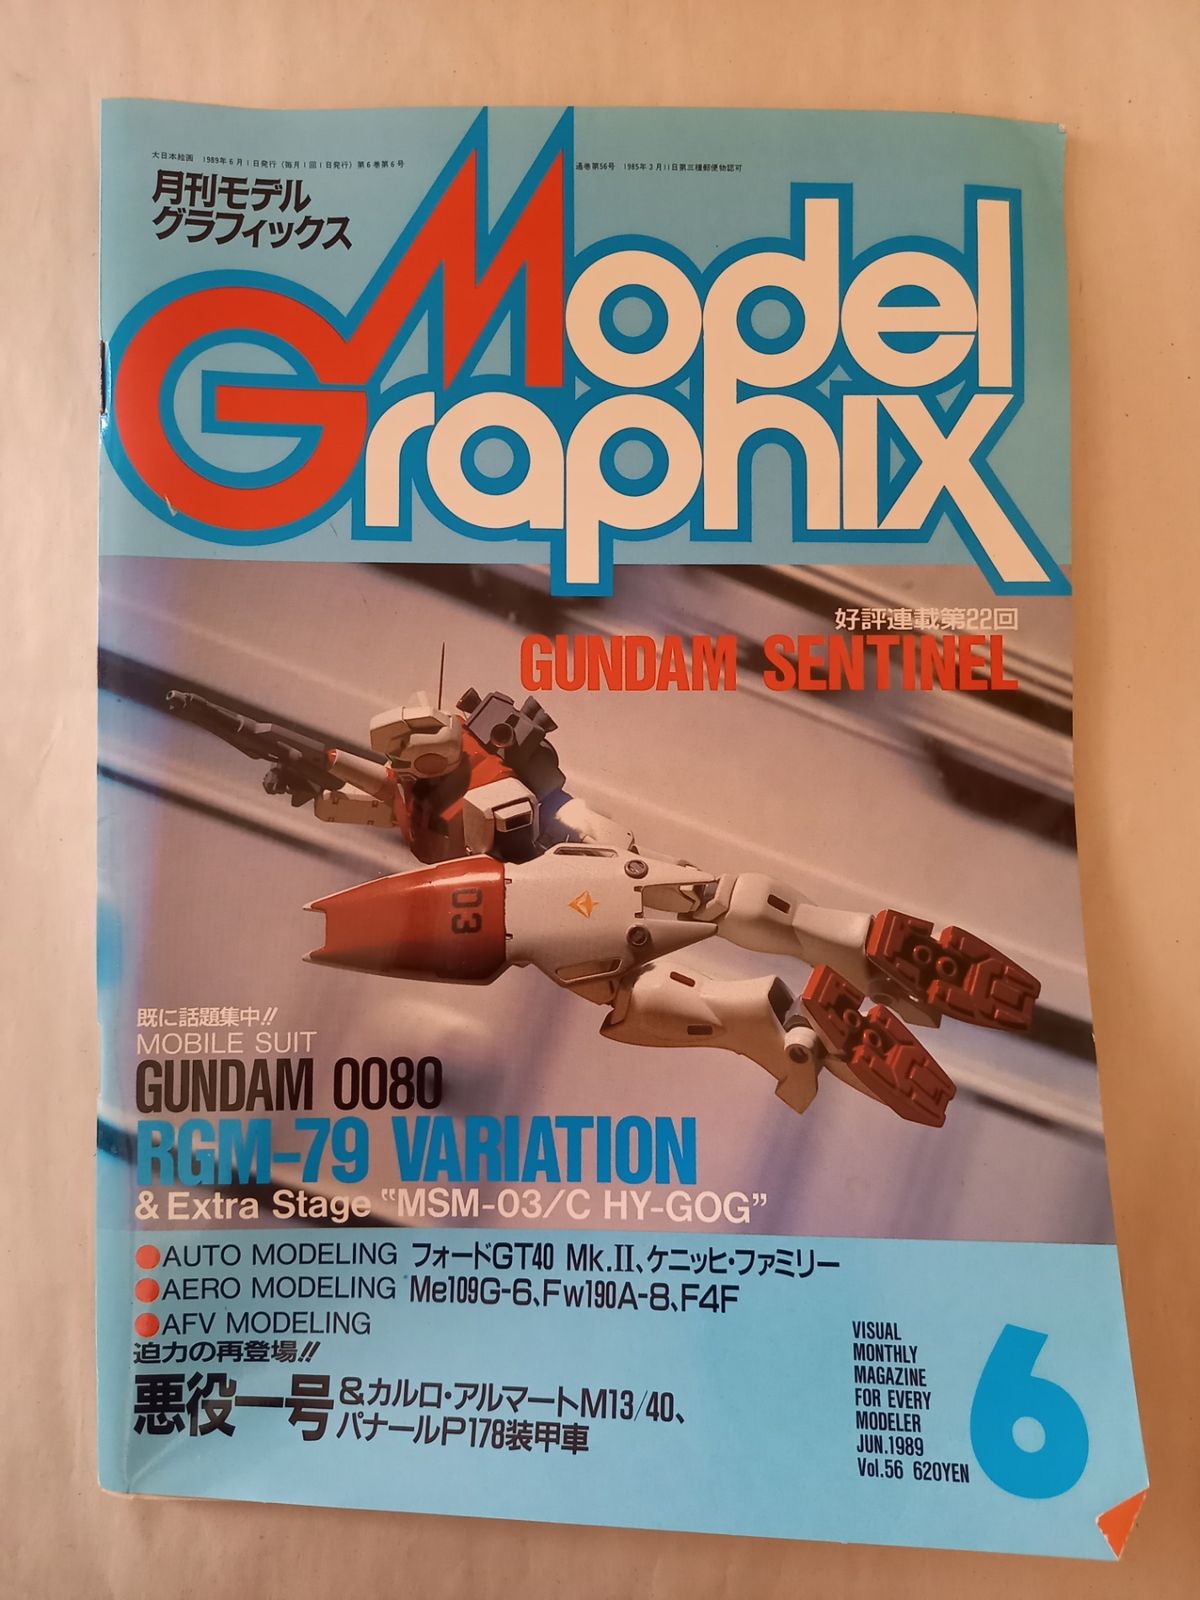 大日本絵画 1989年6月1日発行(毎月1回1日発行)第6巻第6号
通巻第56号 1985年3月11日第三種郵便物認可
月刊モデル
グラフィックス
Model
Graphix
好評連載第22回
GUNDAM SENTINEL
03
既に話題集中!!
MOBILE SUIT
GUNDAM 0080
RGM-79 VARIATION
& Extra Stage “MSM-03/C HY-GOG”
●AUTO MODELING フォードGT40 Mk.II、ケニッヒ・ファミリー
●AERO MODELING Me109G-6、Fw190A-8、F4F
●AFV MODELING
迫力の再登場!!
悪役一号
&カルロ・アルマートM13/40、
パナールP178装甲車
VISUAL
MONTHLY
MAGAZINE
FOR EVERY
MODELER
JUN.1989
Vol.56 620YEN
6